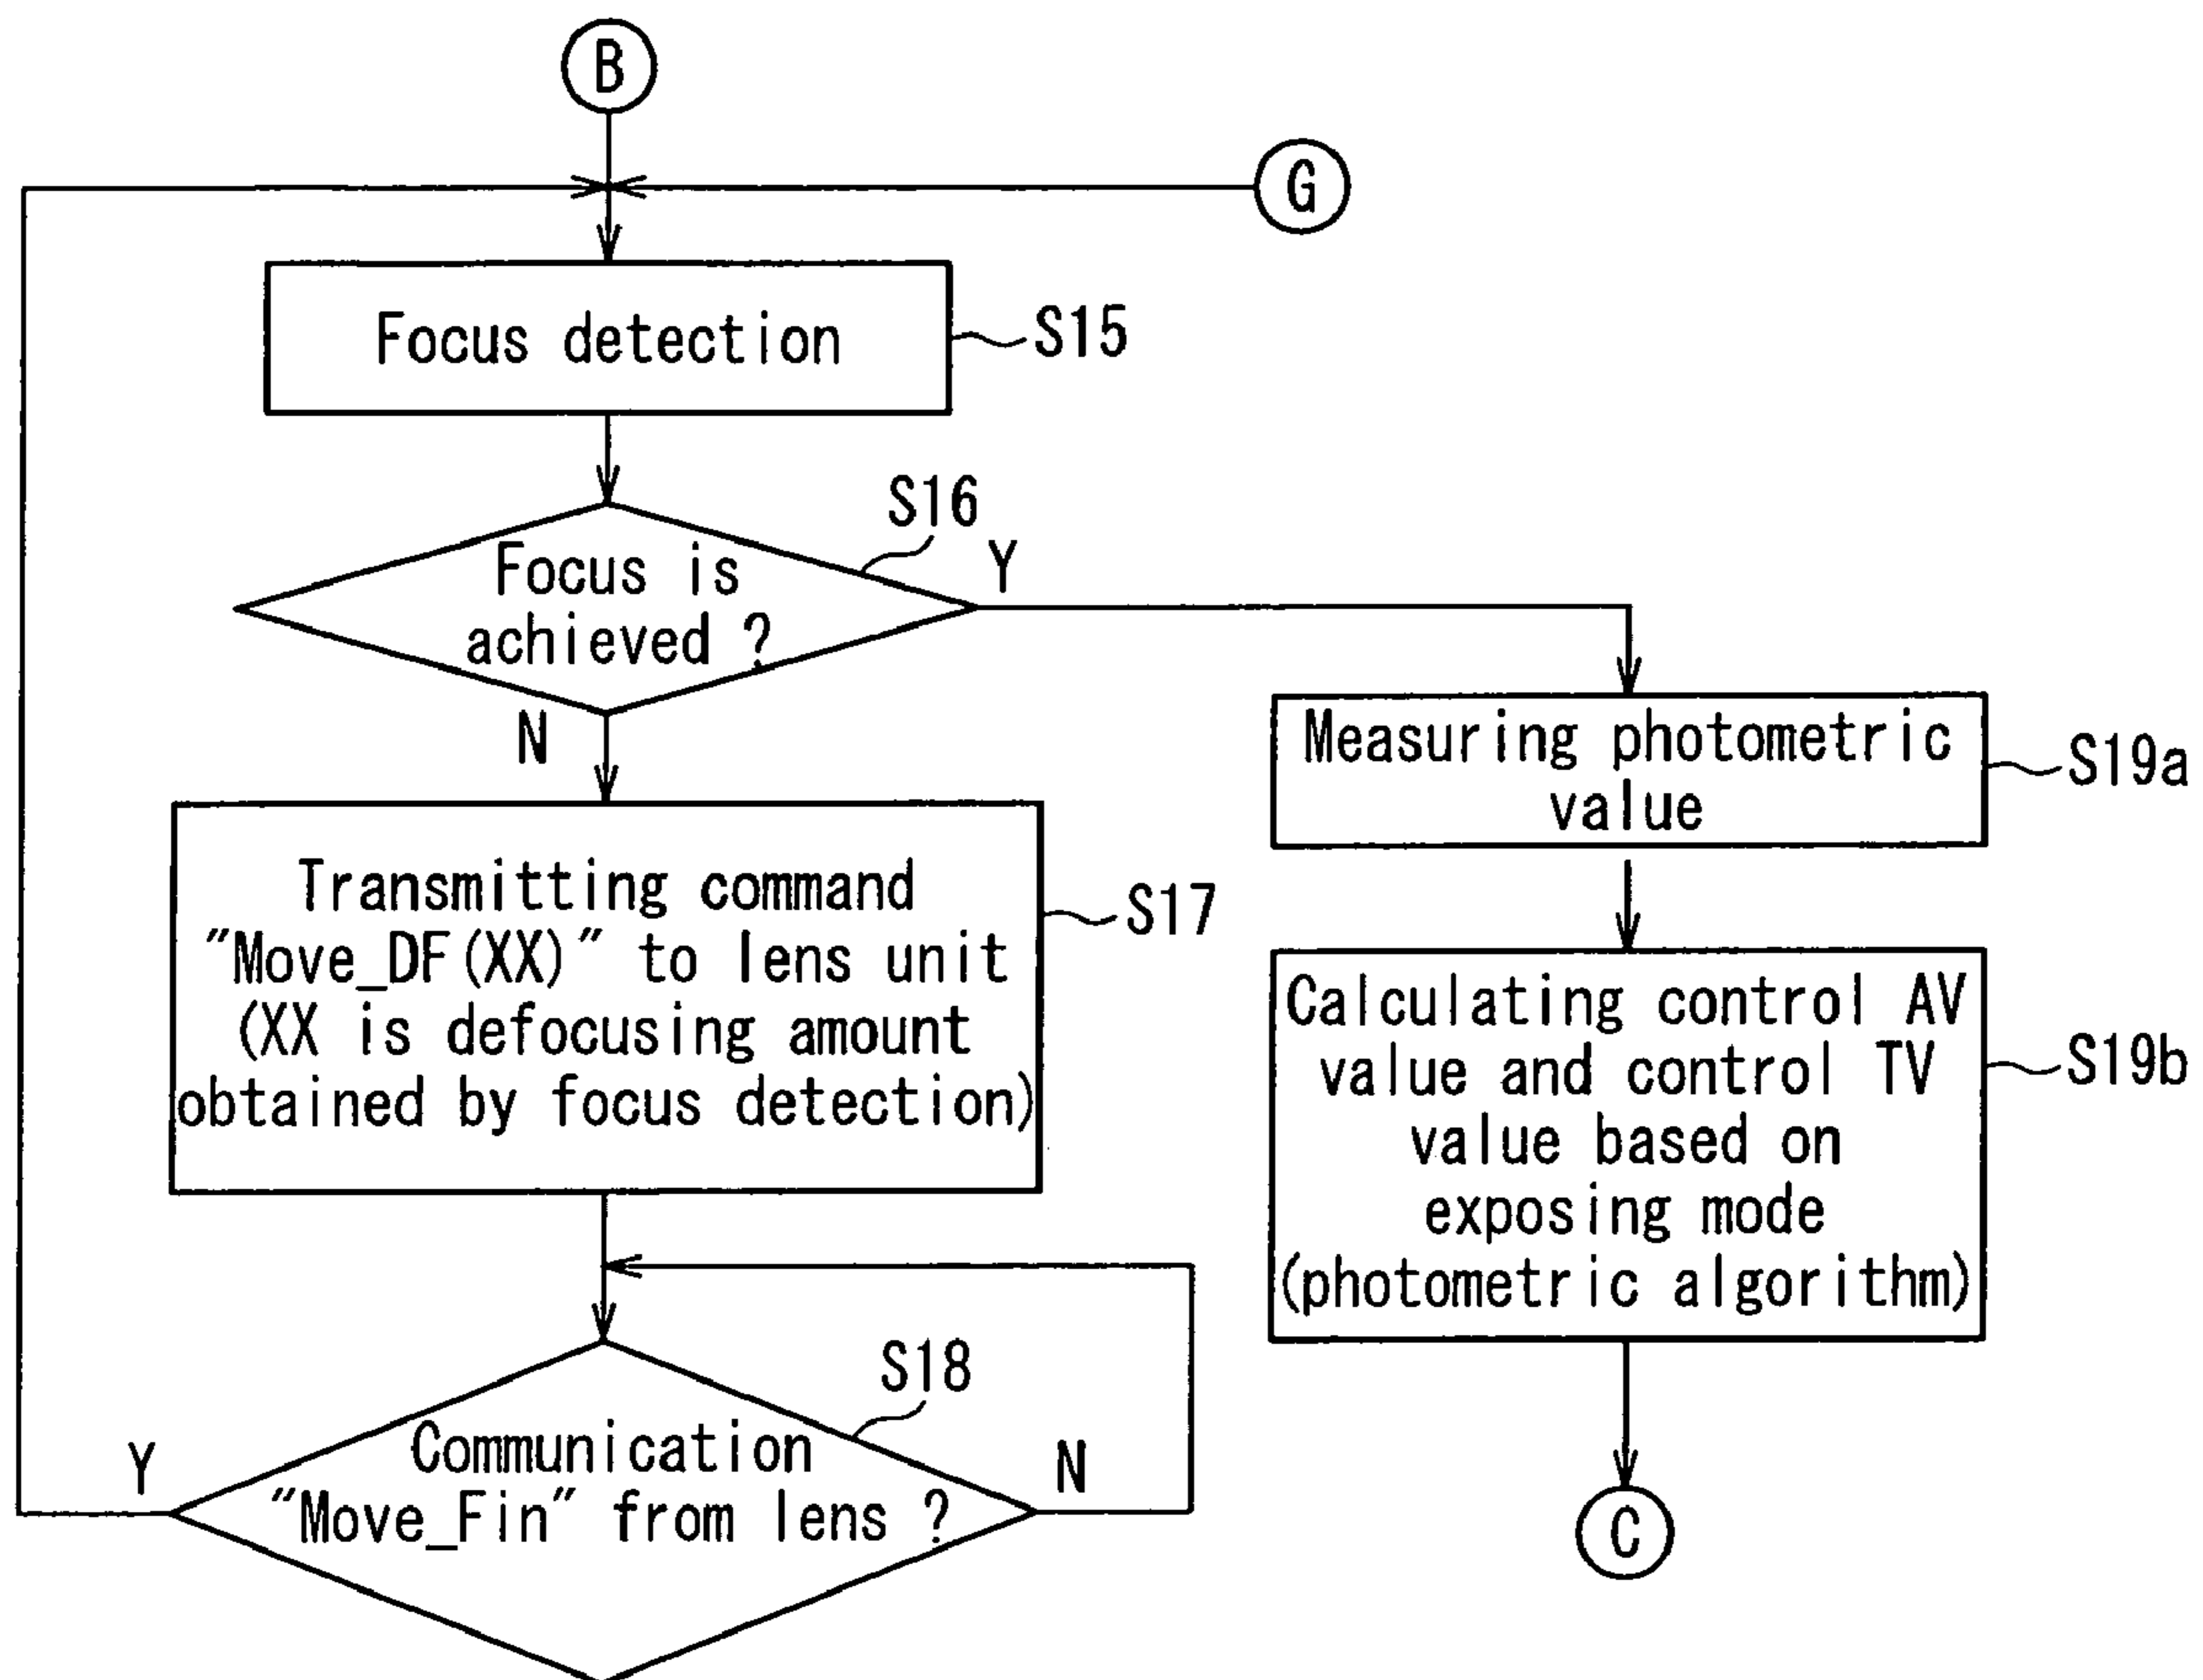 B
G
Focus detection
S15
S16
Focus is
achieved ?
Y
N
Transmitting command
"Move_DF(XX)" to lens unit
(XX is defocusing amount
obtained by focus detection)
S17
S18
Communication
"Move_Fin" from lens ?
Y
N
Measuring photometric
value
S19a
Calculating control AV
value and control TV
value based on
exposing mode
(photometric algorithm)
S19b
C